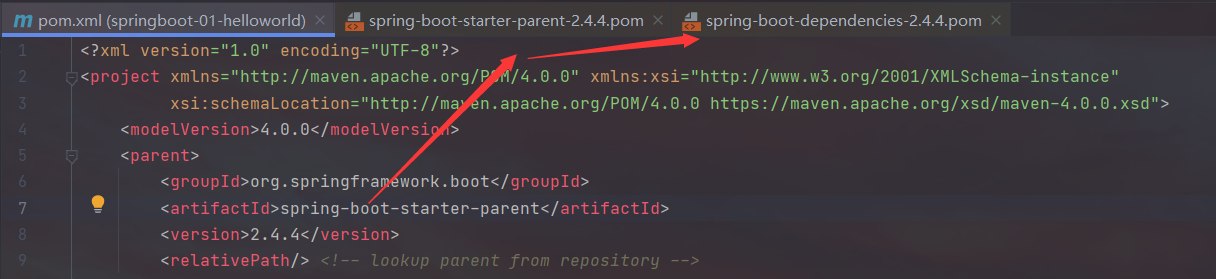 pom.xml (springboot-01-helloworld) spring-boot-starter-parent-2.4.4.pom spring-boot-dependencies-2.4.4.pom
1 <?xml version="1.0" encoding="UTF-8"?>
2 <project xmlns="http://maven.apache.org/POM/4.0.0" xmlns:xsi="http://www.w3.org/2001/XMLSchema-instance"
3 xsi:schemaLocation="http://maven.apache.org/POM/4.0.0 https://maven.apache.org/xsd/maven-4.0.0.xsd">
4 <modelVersion>4.0.0</modelVersion>
5 <parent>
6 <groupId>org.springframework.boot</groupId>
7 <artifactId>spring-boot-starter-parent</artifactId>
8 <version>2.4.4</version>
9 <relativePath/> <!-- lookup parent from repository -->